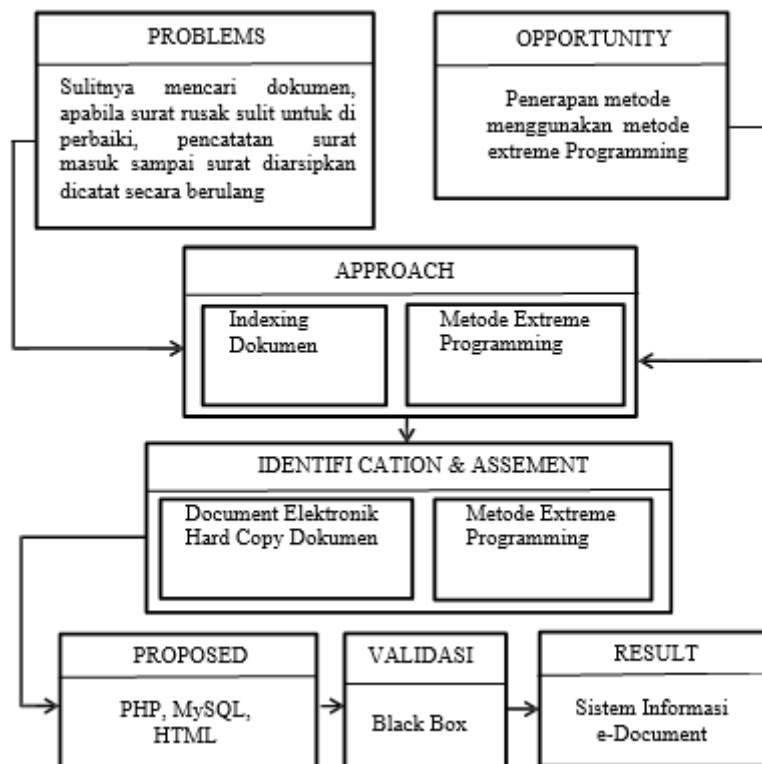 PROBLEMS
Sulitnya mencari dokumen,
apabila surat rusak sulit untuk di
perbaiki, pencatatan surat
masuk sampai surat diarsipkan
dicatat secara berulang
OPPORTUNITY
Penerapan metode
menggunakan metode
extreme Programming
APPROACH
Indexing
Dokumen
Metode Extreme
Programming
IDENTIFI CATION & ASSEMENT
Document Elektronik
Hard Copy Dokumen
Metode Extreme
Programming
PROPOSED
PHP, MySQL,
HTML
VALIDASI
Black Box
RESULT
Sistem Informasi
e-Document